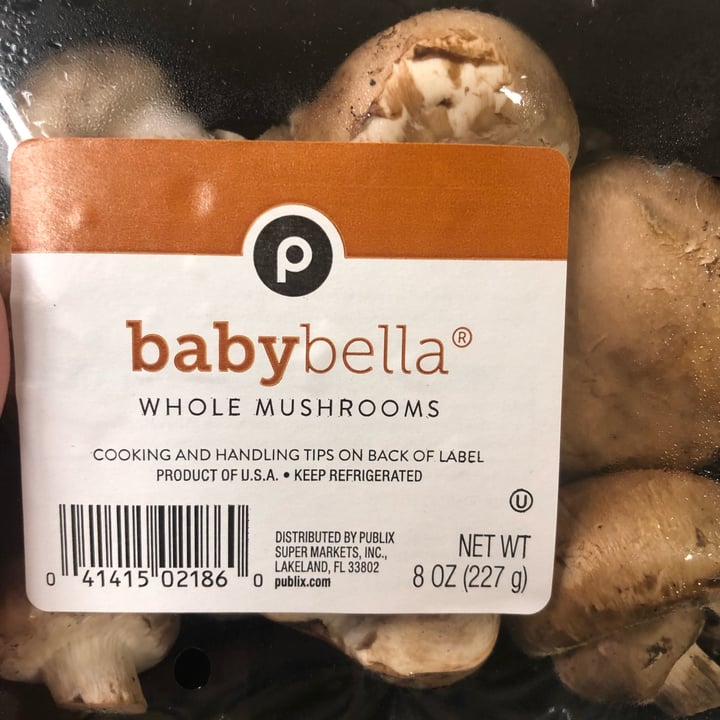 p
babybella®
WHOLE MUSHROOMS
COOKING AND HANDLING TIPS ON BACK OF LABEL
PRODUCT OF U.S.A. • KEEP REFRIGERATED
U
DISTRIBUTED BY PUBLIX
SUPER MARKETS, INC.,
LAKELAND, FL 33802
publix.com
NET WT
8 OZ (227 g)
0 41415 02186 0